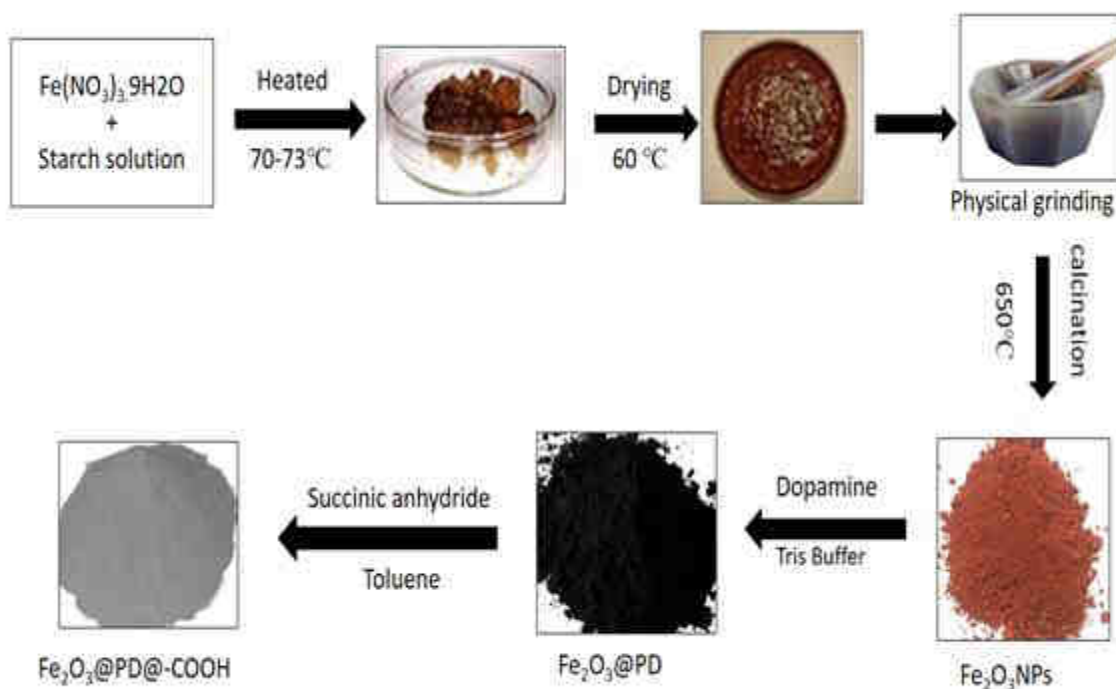 Fe(NO₃)₃.9H2O
+
Starch solution
Heated
70-73℃
Drying
60 ℃
Physical grinding
calcination
650℃
Dopamine
Tris Buffer
Succinic anhydride
Toluene
Fe₂O₃@PD@-COOH
Fe₂O₃@PD
Fe₂O₃NPs